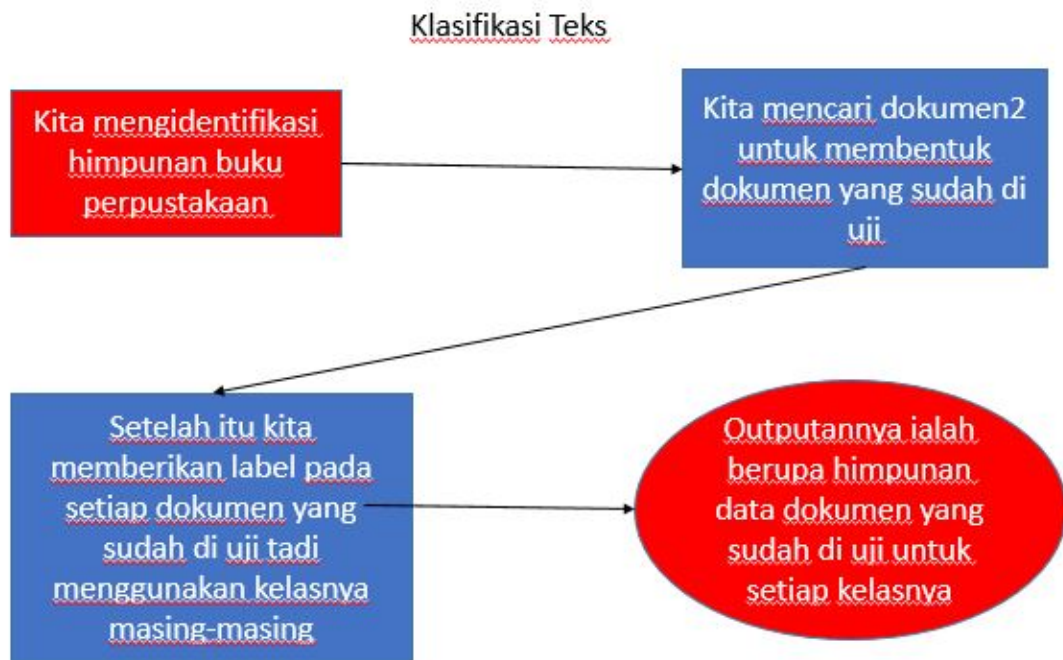 Klasifikasi Teks
Kita mengidentifikasi
himpunan buku
perpustakaan
Kita mencari dokumen2
untuk membentuk
dokumen yang sudah di
uji
Setelah itu kita
memberikan label pada
setiap dokumen yang
sudah di uji tadi
menggunakan kelasnya
masing-masing
Outputannya ialah
berupa himpunan
data dokumen yang
sudah di uji untuk
setiap kelasnya